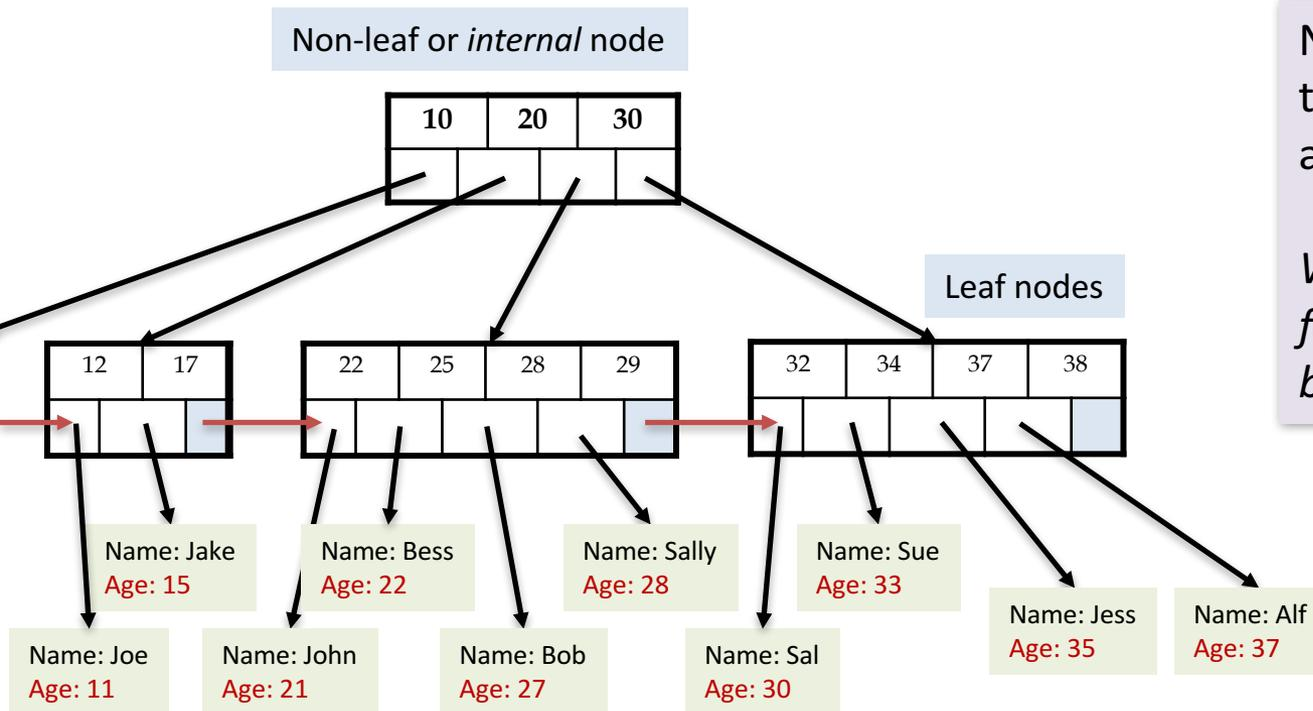 Non-leaf or internal node
10 20 30
Leaf nodes
12 17
22 25 28 29
32 34 37 38
Name: Jake
Age: 15
Name: Bess
Age: 22
Name: Sally
Age: 28
Name: Sue
Age: 33
Name: Jess
Age: 35
Name: Alf
Age: 37
Name: Joe
Age: 11
Name: John
Age: 21
Name: Bob
Age: 27
Name: Sal
Age: 30